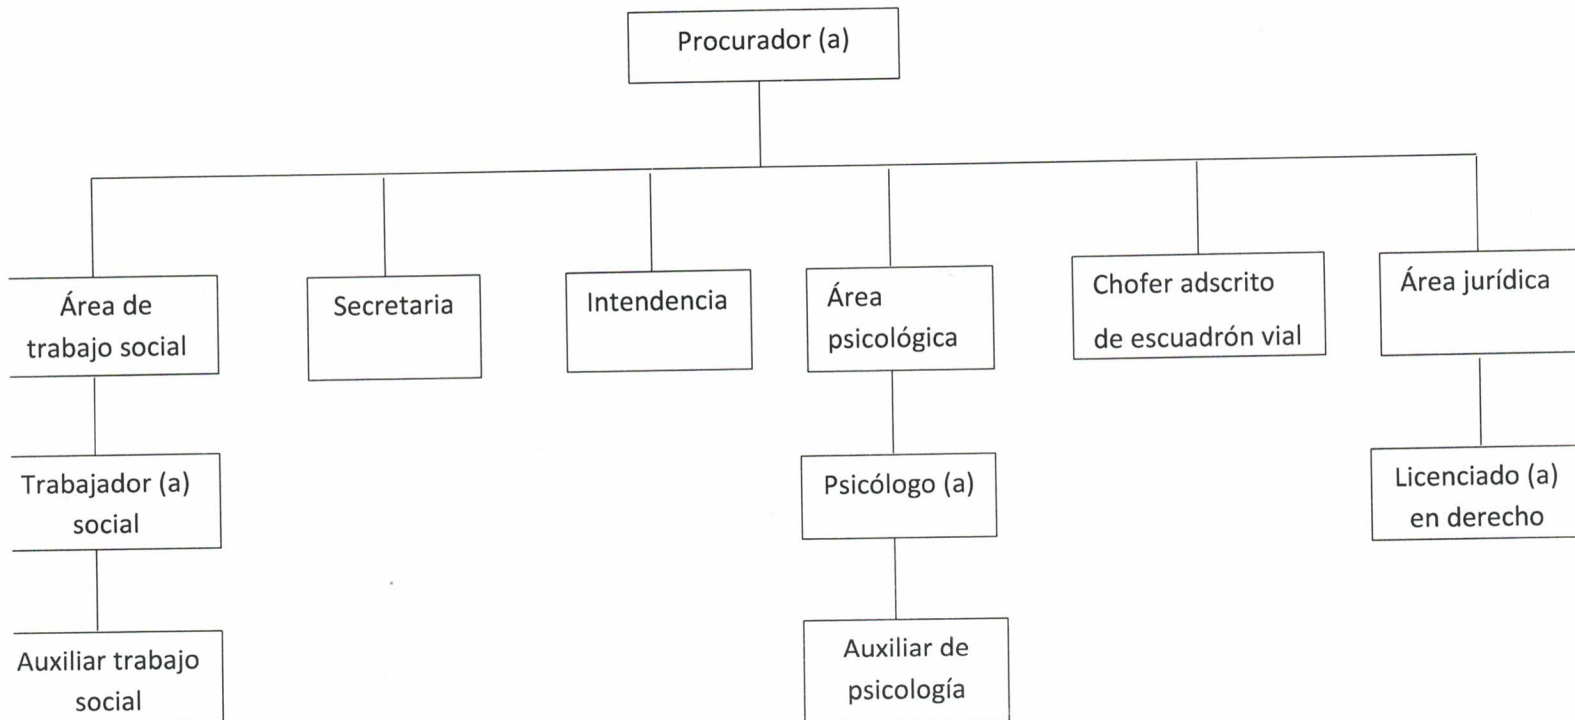 Procurador (a)
Área de
trabajo social
Secretaria
Intendencia
Área
psicológica
Chofer adscrito
de escuadrón vial
Área jurídica
Trabajador (a)
social
Psicólogo (a)
Licenciado (a)
en derecho
Auxiliar trabajo
social
Auxiliar de
psicología